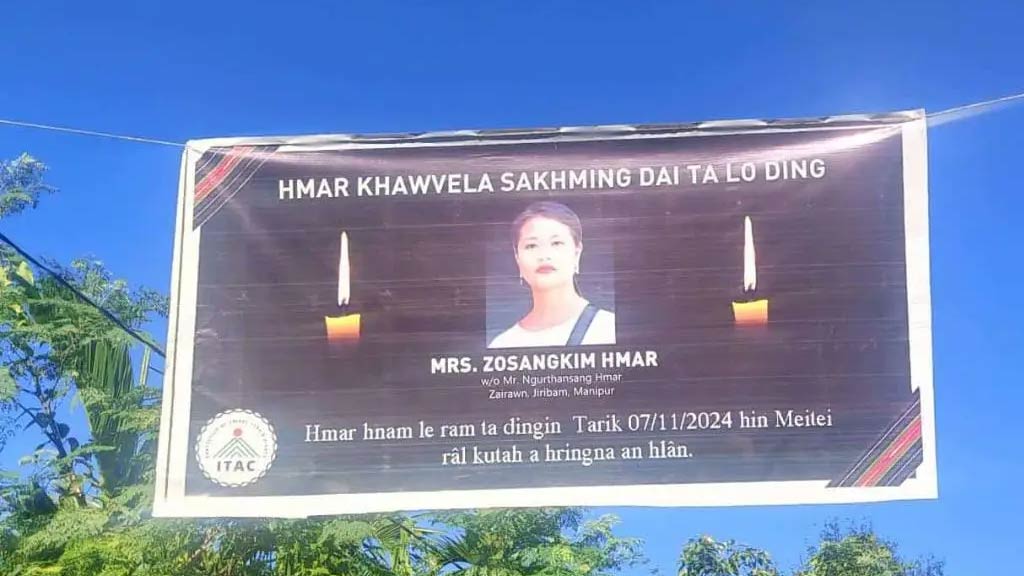 HMAR KHAWVELA SAKHMING DAI TA LO DING
MRS. ZOSANGKIM HMAR
w/o Mr. Ngurthansang Hmar
Zairawn, Jiribam, Manipur
Hmar hnam le ram ta dingin Tarik 07/11/2024 hin Meitei
râl kutah a hringna an hlân.
ITAC